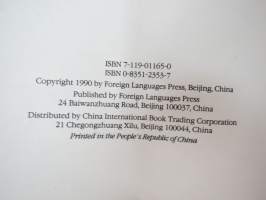 ISBN 7-119-01165-0
ISBN 0-8351-2353-7
Copyright 1990 by Foreign Languages Press, Beijing, China
Published by Foreign Languages Press
24 Baiwanzhuang Road, Beijing 100037, China
Distributed by China International Book Trading Corporation
21 Chegongzhuang Xilu, Beijing 100044, China
Printed in the People's Republic of China